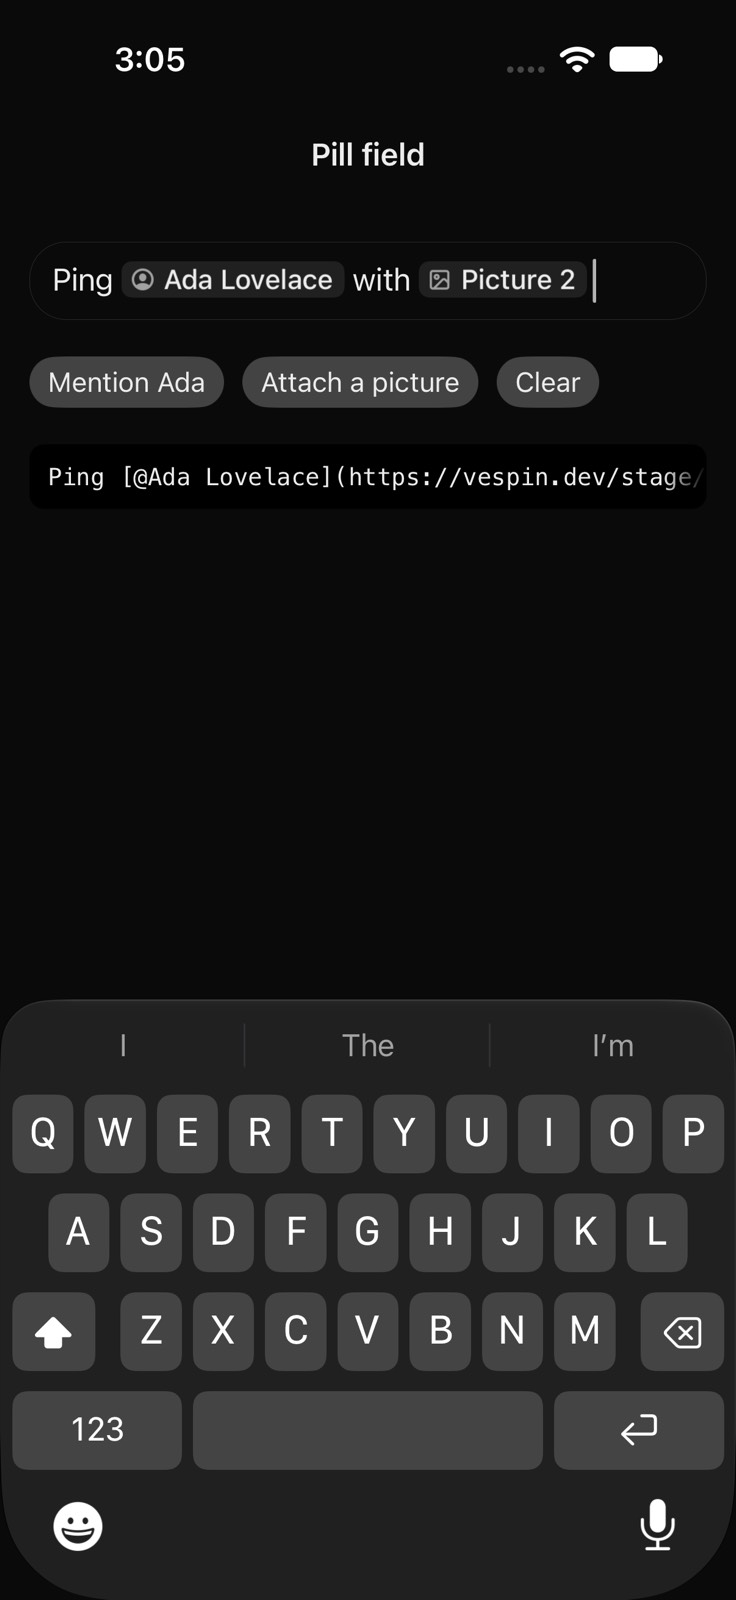 3:05
Pill field
Ping Ada Lovelace with Picture 2
Mention Ada Attach a picture Clear
Ping [@Ada Lovelace](https://vespin.dev/stage/
I The I’m
Q W E R T Y U I O P
A S D F G H J K L
Z X C V B N M
123